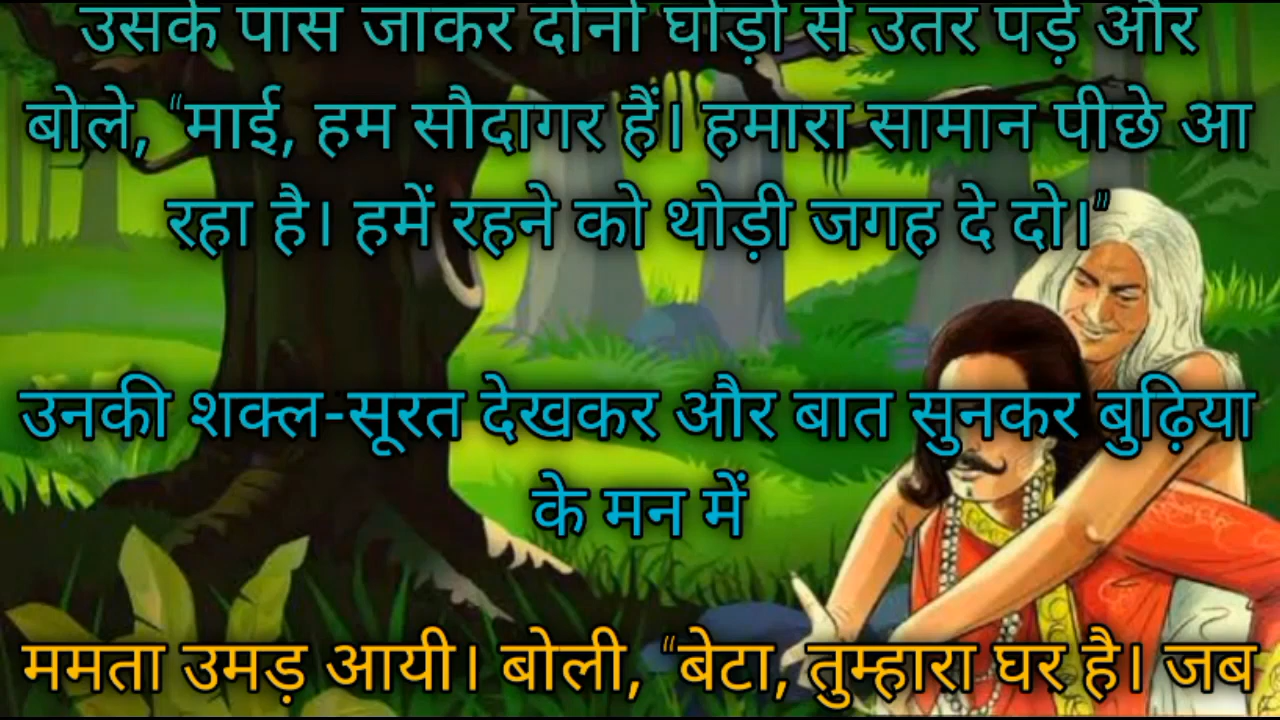 उसके पास जाकर दोनों घोड़ों से उतर पड़े और
बोले, "माई, हम सौदागर हैं। हमारा सामान पीछे आ
रहा है। हमें रहने को थोड़ी जगह दे दो।"
उनकी शक्ल-सूरत देखकर और बात सुनकर बुढ़िया
के मन में
ममता उमड़ आयी। बोली, "बेटा, तुम्हारा घर है। जब